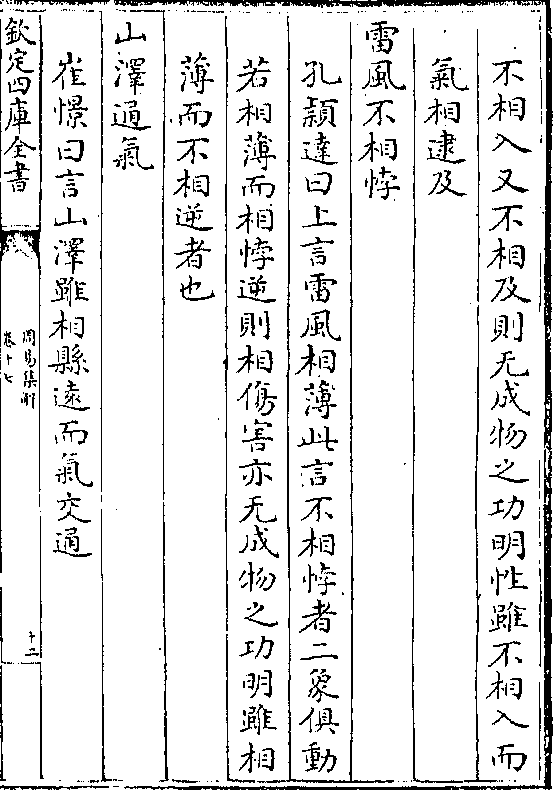 不相入又不相及則无成物之功明性雖不相入而
氣相逮及
雷風不相悖
孔穎達曰上言雷風相薄此言不相悖者二象俱動
若相薄而相悖逆則相傷害亦无成物之功明雖相
薄而不相逆者也
山澤通氣
崔憬曰言山澤雖相縣遠而氣交通
欽定四庫全書
周易集解
卷十七
十二